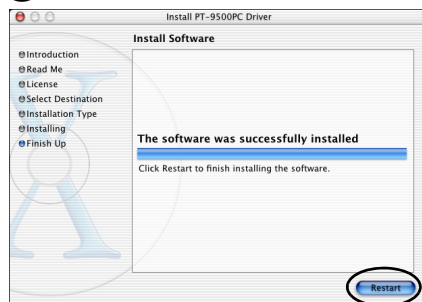 Install PT-9500PC Driver
Install Software
Introduction
Read Me
License
Select Destination
Installation Type
Installing
Finish Up
The software was successfully installed
Click Restart to finish installing the software.
Restart